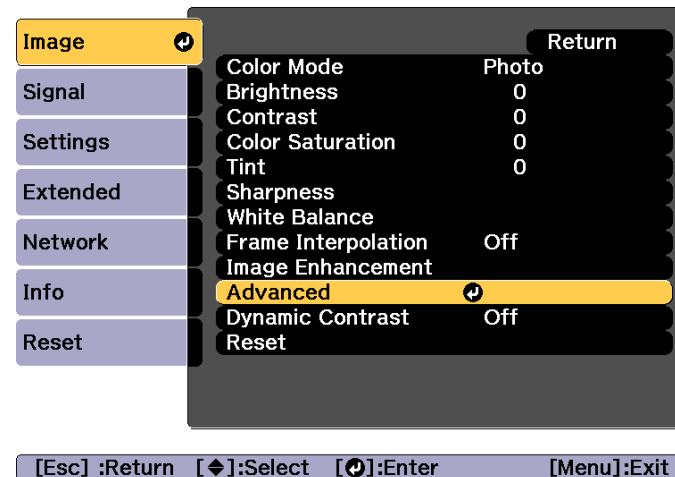 Image
Signal
Settings
Extended
Network
Info
Reset
Return
Color Mode Photo
Brightness 0
Contrast 0
Color Saturation 0
Tint 0
Sharpness
White Balance
Frame Interpolation Off
Image Enhancement
Advanced
Dynamic Contrast Off
Reset
[Esc] :Return [◆]:Select [↵]:Enter [Menu]:Exit